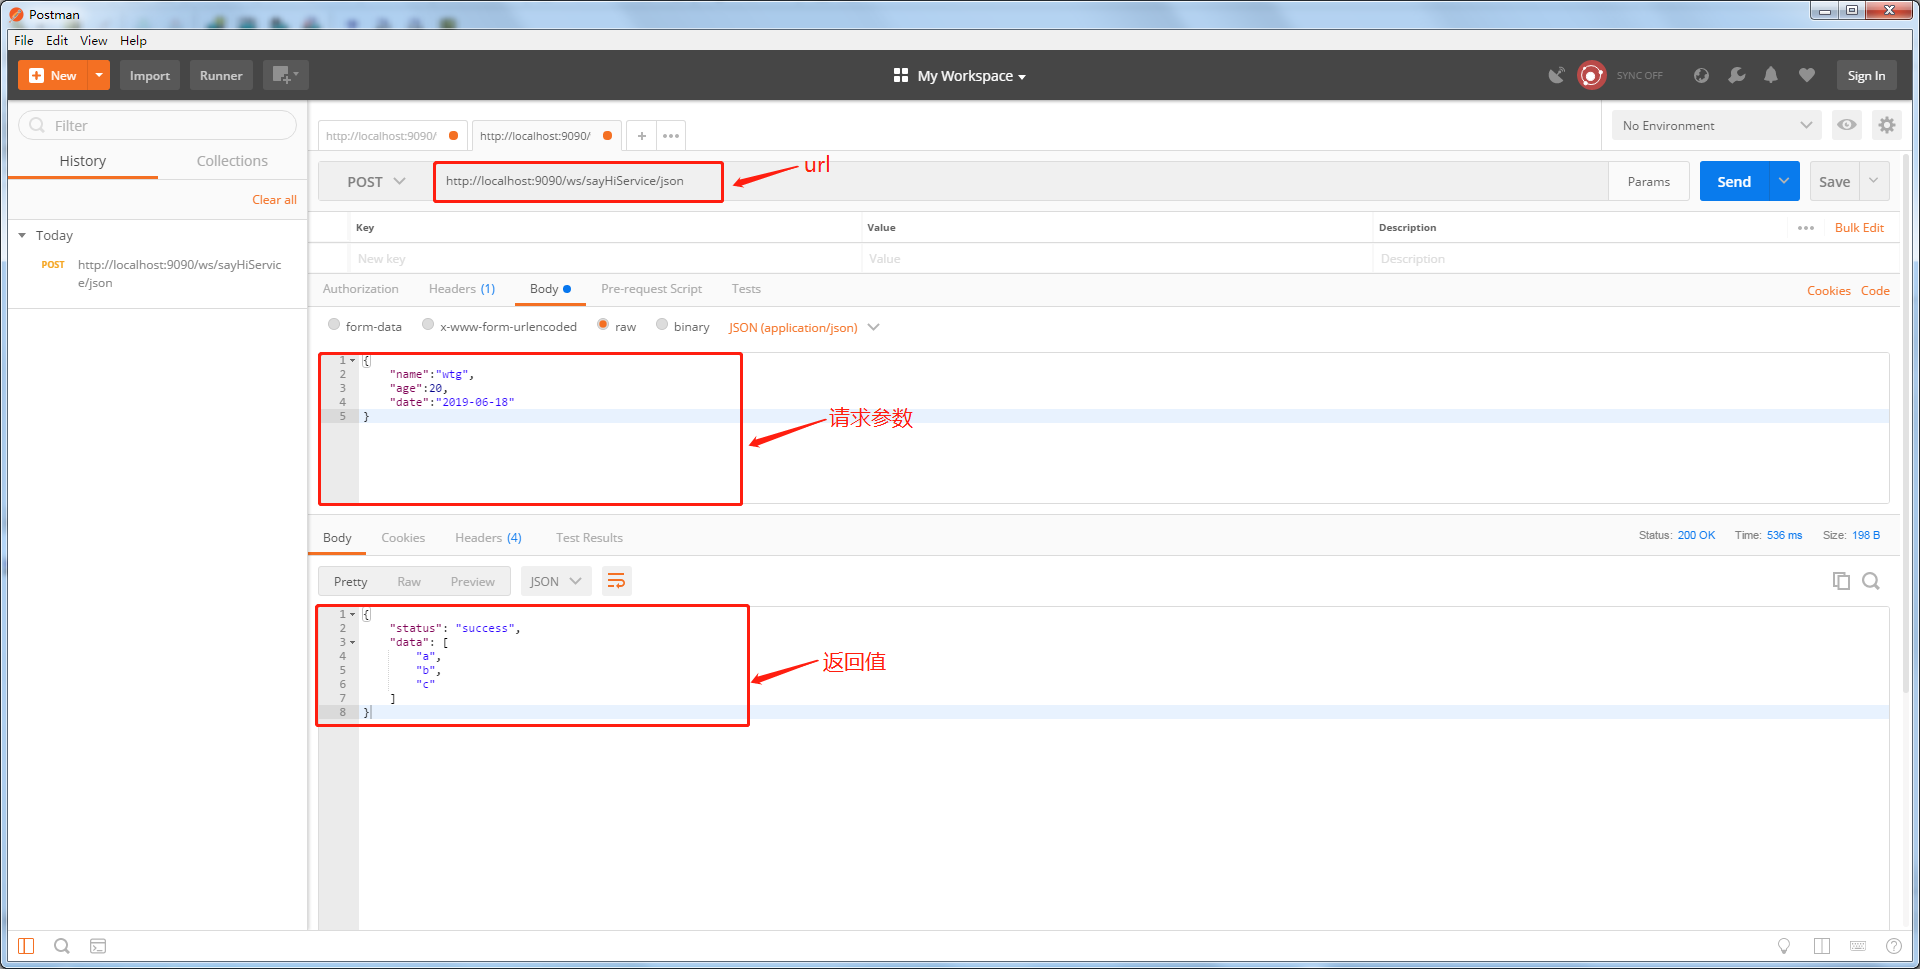 Postman
File Edit View Help
New Import Runner My Workspace SYNC OFF Sign In
Filter
History Collections
Clear all
Today
POST http://localhost:9090/ws/sayHiServic
e/json
http://localhost:9090/ http://localhost:9090/ + ••• No Environment
POST http://localhost:9090/ws/sayHiService/json url Params Send Save
Key Value Description ••• Bulk Edit
New key Value Description
Authorization Headers (1) Body Pre-request Script Tests Cookies Code
form-data x-www-form-urlencoded raw binary JSON (application/json)
1 {
2 "name":"wtg",
3 "age":20,
4 "date":"2019-06-18"
5 }
请求参数
Body Cookies Headers (4) Test Results Status: 200 OK Time: 536 ms Size: 198 B
Pretty Raw Preview JSON
1 {
2 "status": "success",
3 "data": [
4 "a",
5 "b",
6 "c"
7 ]
8 }
返回值